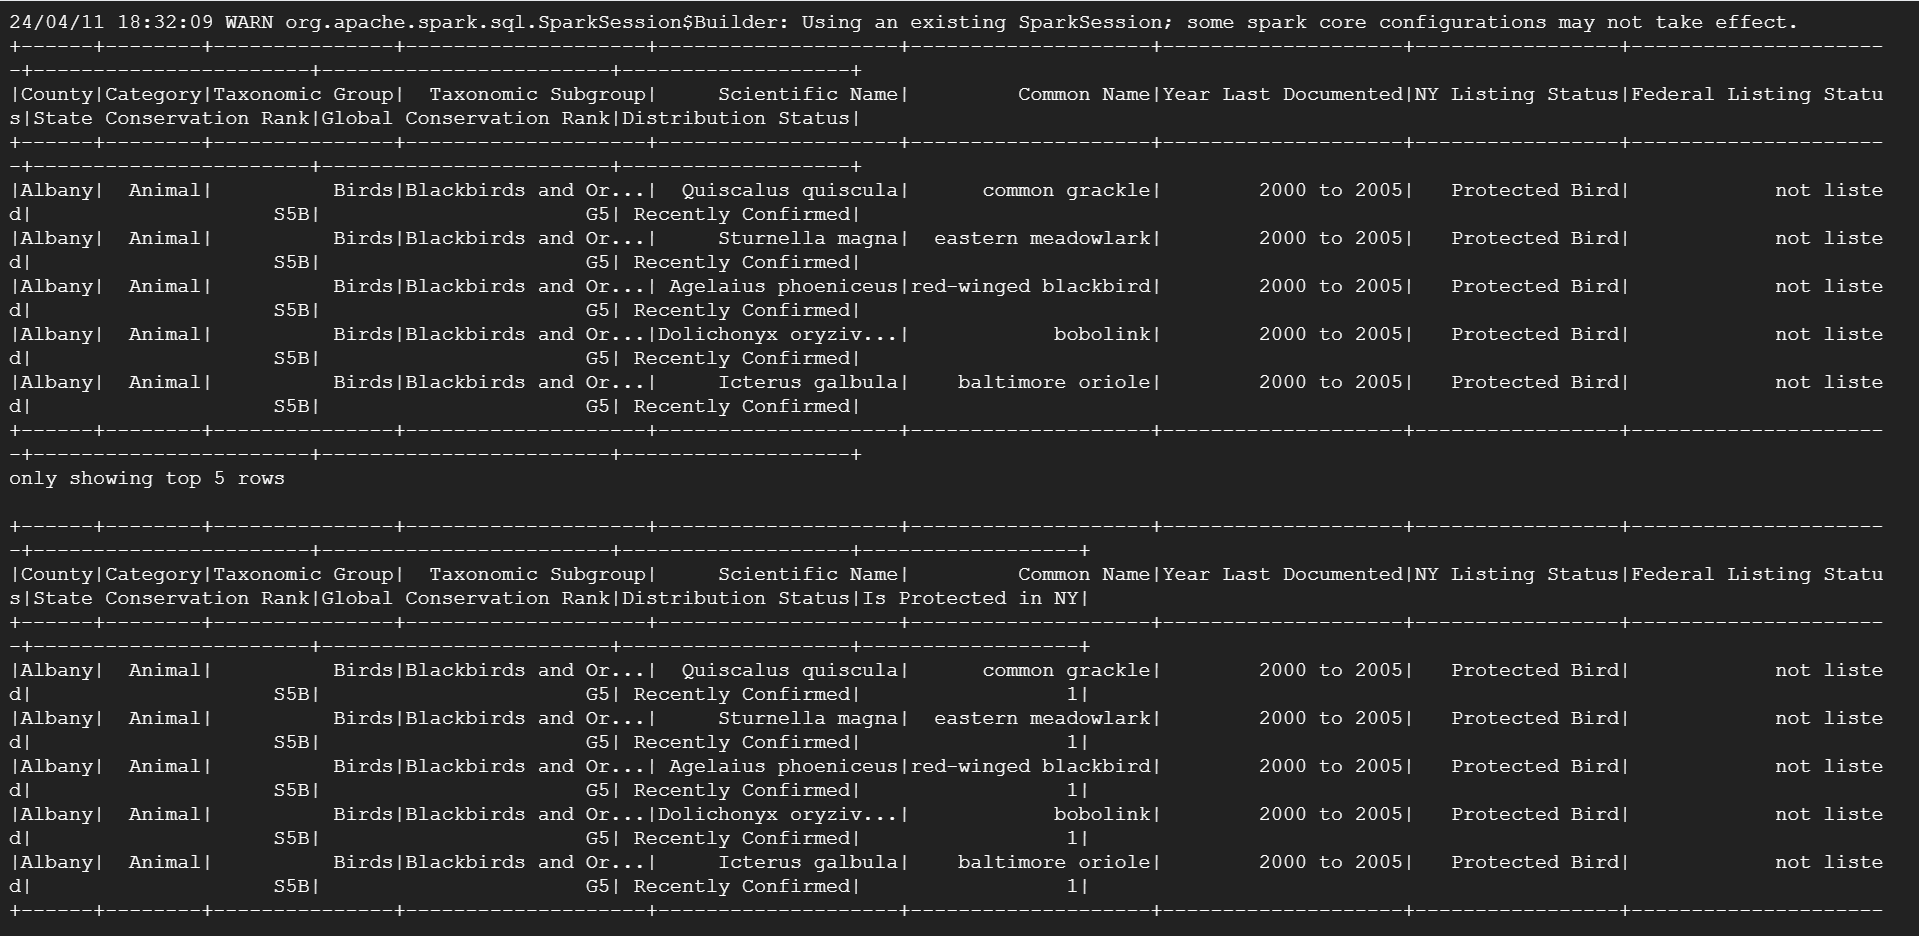 24/04/11 18:32:09 WARN org.apache.spark.sql.SparkSession$Builder: Using an existing SparkSession; some spark core configurations may not take effect.
+------+--------+---------------+--------------------+--------------------+--------------------+--------------------+-----------------+---------------------
-+-----------------------+------------------------+-------------------+
|County|Category|Taxonomic Group|  Taxonomic Subgroup|     Scientific Name|         Common Name|Year Last Documented|NY Listing Status|Federal Listing Statu
s|State Conservation Rank|Global Conservation Rank|Distribution Status|
+------+--------+---------------+--------------------+--------------------+--------------------+--------------------+-----------------+---------------------
-+-----------------------+------------------------+-------------------+
|Albany|  Animal|          Birds|Blackbirds and Or...|  Quiscalus quiscula|      common grackle|        2000 to 2005|   Protected Bird|            not liste
d|                    S5B|                      G5| Recently Confirmed|
|Albany|  Animal|          Birds|Blackbirds and Or...|     Sturnella magna|  eastern meadowlark|        2000 to 2005|   Protected Bird|            not liste
d|                    S5B|                      G5| Recently Confirmed|
|Albany|  Animal|          Birds|Blackbirds and Or...| Agelaius phoeniceus|red-winged blackbird|        2000 to 2005|   Protected Bird|            not liste
d|                    S5B|                      G5| Recently Confirmed|
|Albany|  Animal|          Birds|Blackbirds and Or...|Dolichonyx oryziv...|            bobolink|        2000 to 2005|   Protected Bird|            not liste
d|                    S5B|                      G5| Recently Confirmed|
|Albany|  Animal|          Birds|Blackbirds and Or...|     Icterus galbula|    baltimore oriole|        2000 to 2005|   Protected Bird|            not liste
d|                    S5B|                      G5| Recently Confirmed|
+------+--------+---------------+--------------------+--------------------+--------------------+--------------------+-----------------+---------------------
-+-----------------------+------------------------+-------------------+
only showing top 5 rows

+------+--------+---------------+--------------------+--------------------+--------------------+--------------------+-----------------+---------------------
-+-----------------------+------------------------+-------------------+------------------+
|County|Category|Taxonomic Group|  Taxonomic Subgroup|     Scientific Name|         Common Name|Year Last Documented|NY Listing Status|Federal Listing Statu
s|State Conservation Rank|Global Conservation Rank|Distribution Status|Is Protected in NY|
+------+--------+---------------+--------------------+--------------------+--------------------+--------------------+-----------------+---------------------
-+-----------------------+------------------------+-------------------+------------------+
|Albany|  Animal|          Birds|Blackbirds and Or...|  Quiscalus quiscula|      common grackle|        2000 to 2005|   Protected Bird|            not liste
d|                    S5B|                      G5| Recently Confirmed|                 1|
|Albany|  Animal|          Birds|Blackbirds and Or...|     Sturnella magna|  eastern meadowlark|        2000 to 2005|   Protected Bird|            not liste
d|                    S5B|                      G5| Recently Confirmed|                 1|
|Albany|  Animal|          Birds|Blackbirds and Or...| Agelaius phoeniceus|red-winged blackbird|        2000 to 2005|   Protected Bird|            not liste
d|                    S5B|                      G5| Recently Confirmed|                 1|
|Albany|  Animal|          Birds|Blackbirds and Or...|Dolichonyx oryziv...|            bobolink|        2000 to 2005|   Protected Bird|            not liste
d|                    S5B|                      G5| Recently Confirmed|                 1|
|Albany|  Animal|          Birds|Blackbirds and Or...|     Icterus galbula|    baltimore oriole|        2000 to 2005|   Protected Bird|            not liste
d|                    S5B|                      G5| Recently Confirmed|                 1|
+------+--------+---------------+--------------------+--------------------+--------------------+--------------------+-----------------+---------------------